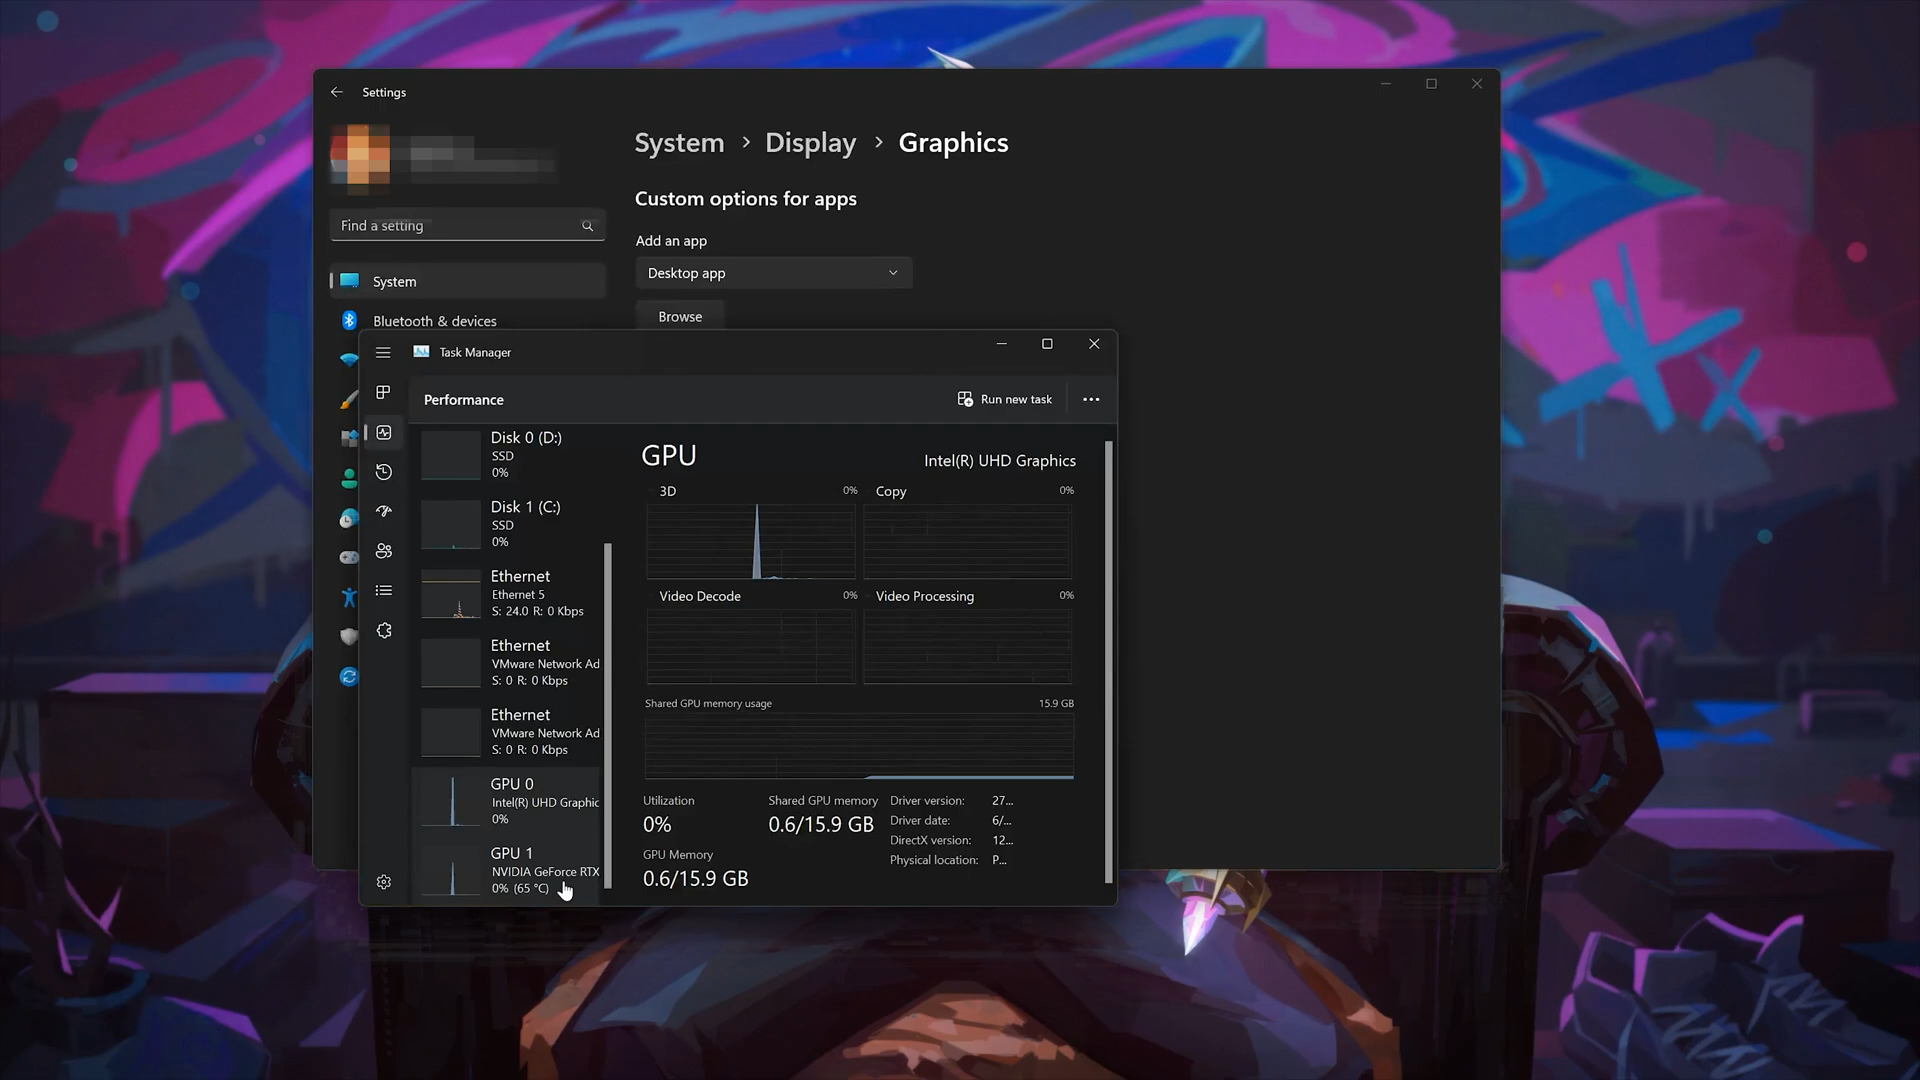 Settings
System > Display > Graphics
Custom options for apps
Find a setting
Add an app
Desktop app
System
Browse
Bluetooth & devices
Task Manager
Performance
Run new task
Disk 0 (D:)
SSD
0%
Disk 1 (C:)
SSD
0%
Ethernet
Ethernet 5
S: 24.0 R: 0 Kbps
Ethernet
VMware Network Ad
S: 0 R: 0 Kbps
Ethernet
VMware Network Ad
S: 0 R: 0 Kbps
GPU 0
Intel(R) UHD Graphic
0%
GPU 1
NVIDIA GeForce RTX
0% (65 °C)
GPU
Intel(R) UHD Graphics
3D 0%
Copy 0%
Video Decode 0%
Video Processing 0%
Shared GPU memory usage 15.9 GB
Utilization
0%
Shared GPU memory
0.6/15.9 GB
GPU Memory
0.6/15.9 GB
Driver version: 27...
Driver date: 6/...
DirectX version: 12...
Physical location: P...